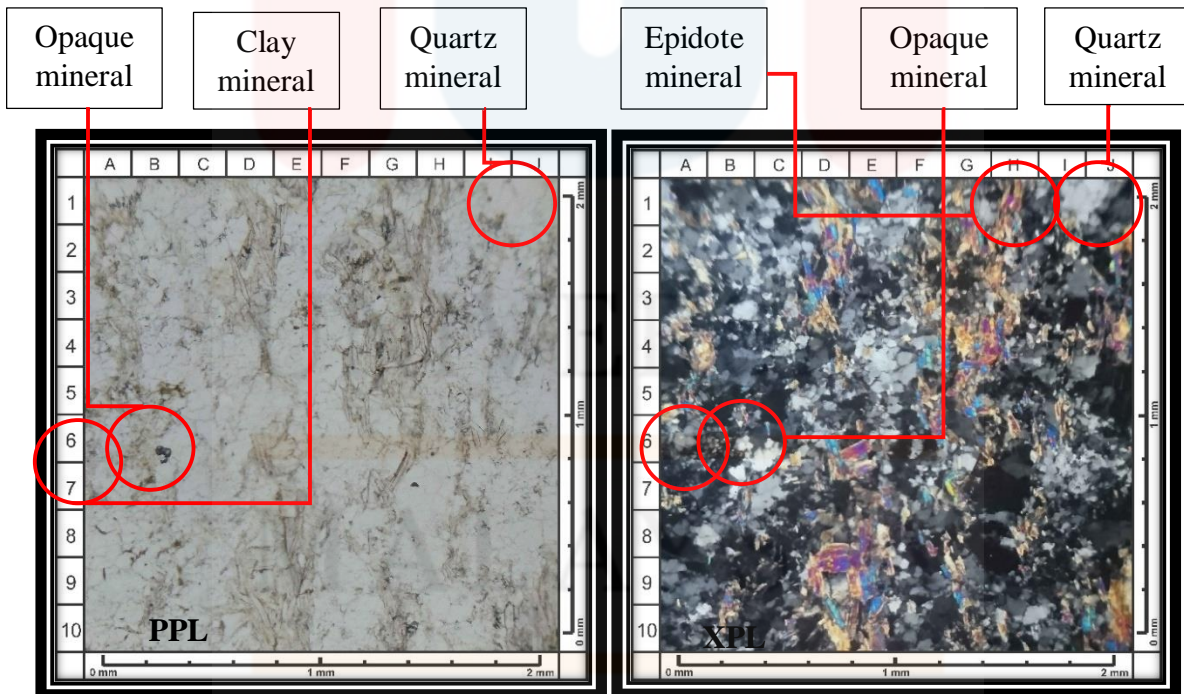 Opaque
mineral
Clay
mineral
Quartz
mineral
Epidote
mineral
Opaque
mineral
Quartz
mineral
A B C D E F G H
1
2
3
4
5
6
7
8
9
10
2 mm
1 mm
0 mm
PPL
0 mm 1 mm 2 mm
A B C D E F G H I J
1
2
3
4
5
6
7
8
9
10
2 mm
1 mm
0 mm
XPL
0 mm 1 mm 2 mm